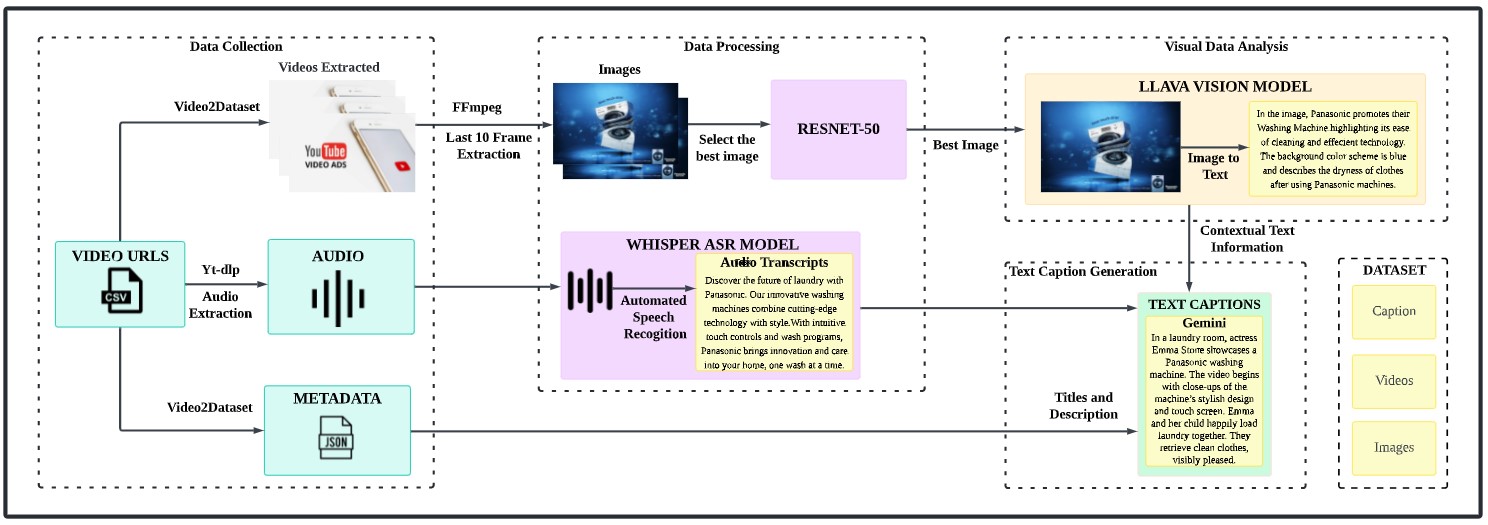 Data Collection
Videos Extracted
Video2Dataset
YouTube
VIDEO ADS
FFmpeg
Last 10 Frame
Extraction
VIDEO URLS
CSV
Yt-dlp
Audio
Extraction
AUDIO
Video2Dataset
METADATA
JSON
Data Processing
Images
Select the
best image
RESNET-50
Best Image
WHISPER ASR MODEL
Automated
Speech
Recogition
Audio Transcripts
Discover the future of laundry with
Panasonic. Our innovative washing
machines combine cutting-edge
technology with style.With intuitive
touch controls and wash programs,
Panasonic brings innovation and care
into your home, one wash at a time.
Visual Data Analysis
LLAVA VISION MODEL
Image to
Text
In the image, Panasonic promotes their
Washing Machine highlighting its ease
of cleaning and effecient technology.
The background color scheme is blue
and describes the dryness of clothes
after using Panasonic machines.
Contextual Text
Information
Text Caption Generation
Titles and
Description
TEXT CAPTIONS
Gemini
In a laundry room, actress
Emma Stone showcases a
Panasonic washing
machine. The video begins
with close-ups of the
machine's stylish design
and touch screen. Emma
and her child happily load
laundry together. They
retrieve clean clothes,
visibly pleased.
DATASET
Caption
Videos
Images